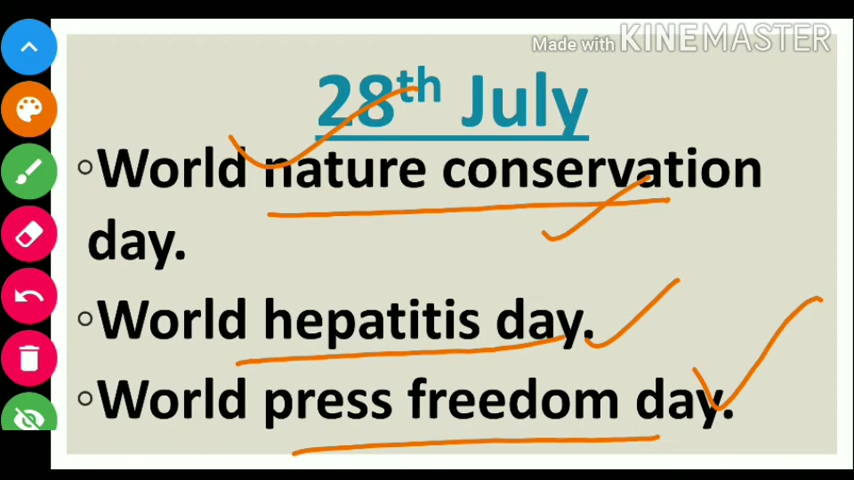 Made with KINEMASTER
28th July
◦World nature conservation
day.
◦World hepatitis day.
◦World press freedom day.